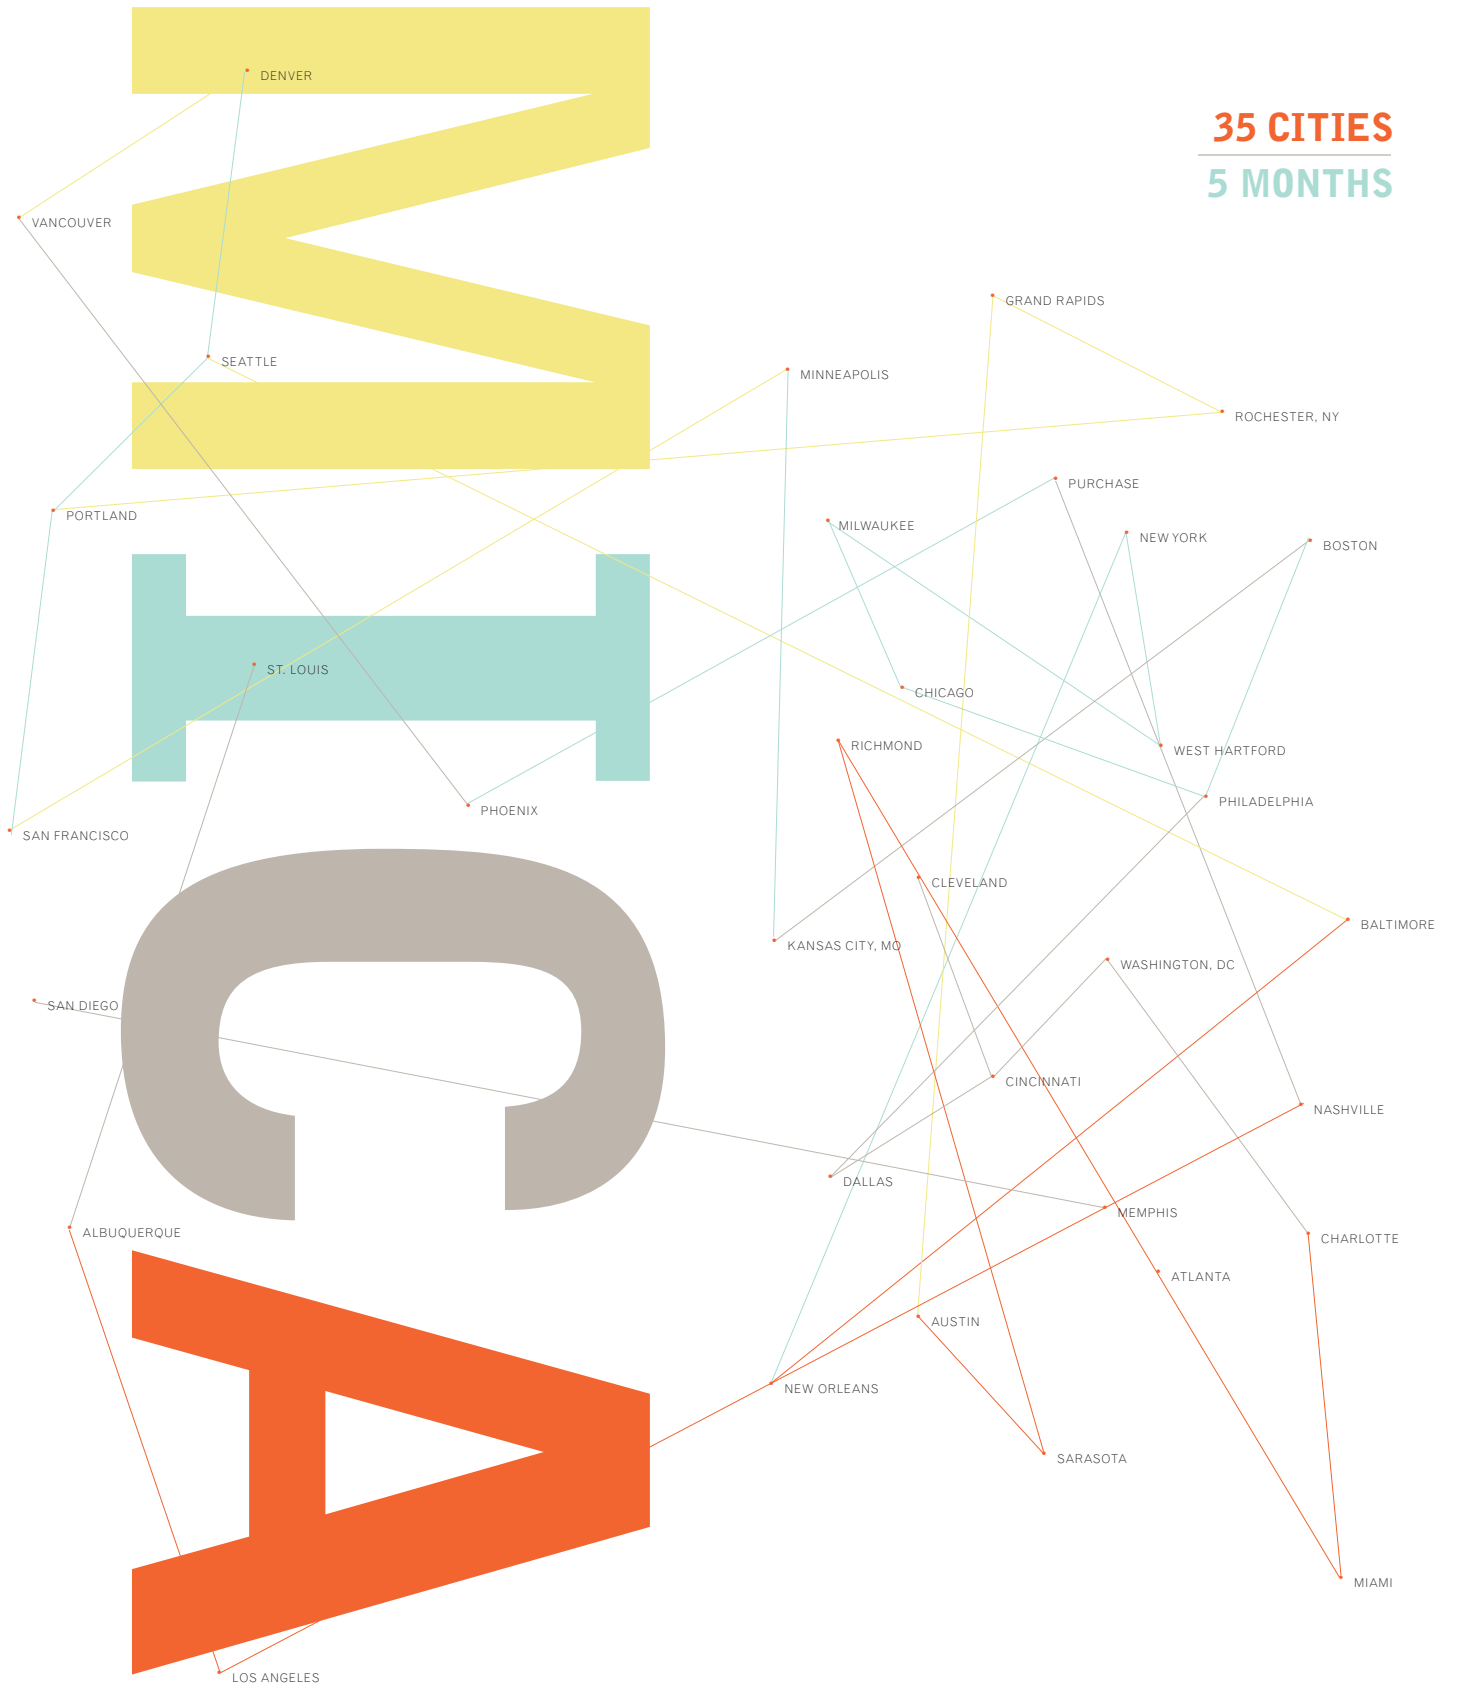 MICA
35 CITIES
5 MONTHS
DENVER
VANCOUVER
GRAND RAPIDS
SEATTLE
MINNEAPOLIS
ROCHESTER, NY
PURCHASE
PORTLAND
MILWAUKEE
NEW YORK
BOSTON
ST. LOUIS
CHICAGO
RICHMOND
WEST HARTFORD
PHILADELPHIA
PHOENIX
SAN FRANCISCO
CLEVELAND
BALTIMORE
KANSAS CITY, MO
WASHINGTON, DC
SAN DIEGO
CINCINNATI
NASHVILLE
DALLAS
MEMPHIS
ALBUQUERQUE
CHARLOTTE
ATLANTA
AUSTIN
NEW ORLEANS
SARASOTA
MIAMI
LOS ANGELES